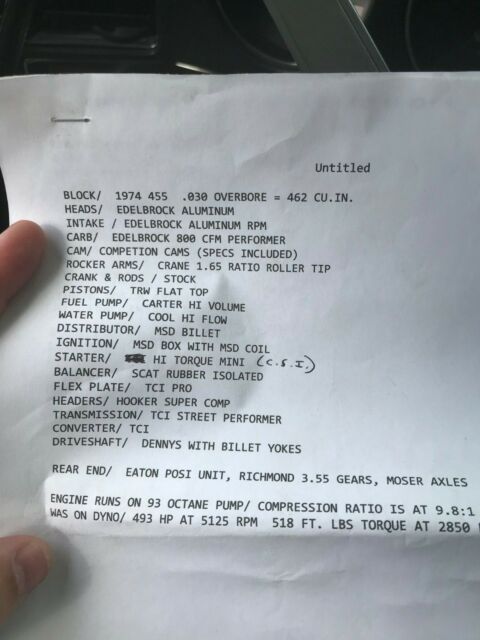 Untitled
BLOCK/ 1974 455 .030 OVERBORE = 462 CU.IN.
HEADS/ EDELBROCK ALUMINUM
INTAKE / EDELBROCK ALUMINUM RPM
CARB/ EDELBROCK 800 CFM PERFORMER
CAM/ COMPETION CAMS (SPECS INCLUDED)
ROCKER ARMS/ CRANE 1.65 RATIO ROLLER TIP
CRANK & RODS / STOCK
PISTONS/ TRW FLAT TOP
FUEL PUMP/ CARTER HI VOLUME
WATER PUMP/ COOL HI FLOW
DISTRIBUTOR/ MSD BILLET
IGNITION/ MSD BOX WITH MSD COIL
STARTER/ HI TORQUE MINI (C.S.I.)
BALANCER/ SCAT RUBBER ISOLATED
FLEX PLATE/ TCI PRO
HEADERS/ HOOKER SUPER COMP
TRANSMISSION/ TCI STREET PERFORMER
CONVERTER/ TCI
DRIVESHAFT/ DENNYS WITH BILLET YOKES
REAR END/ EATON POSI UNIT, RICHMOND 3.55 GEARS, MOSER AXLES
ENGINE RUNS ON 93 OCTANE PUMP/ COMPRESSION RATIO IS AT 9.8:1
WAS ON DYNO/ 493 HP AT 5125 RPM 518 FT. LBS TORQUE AT 2850